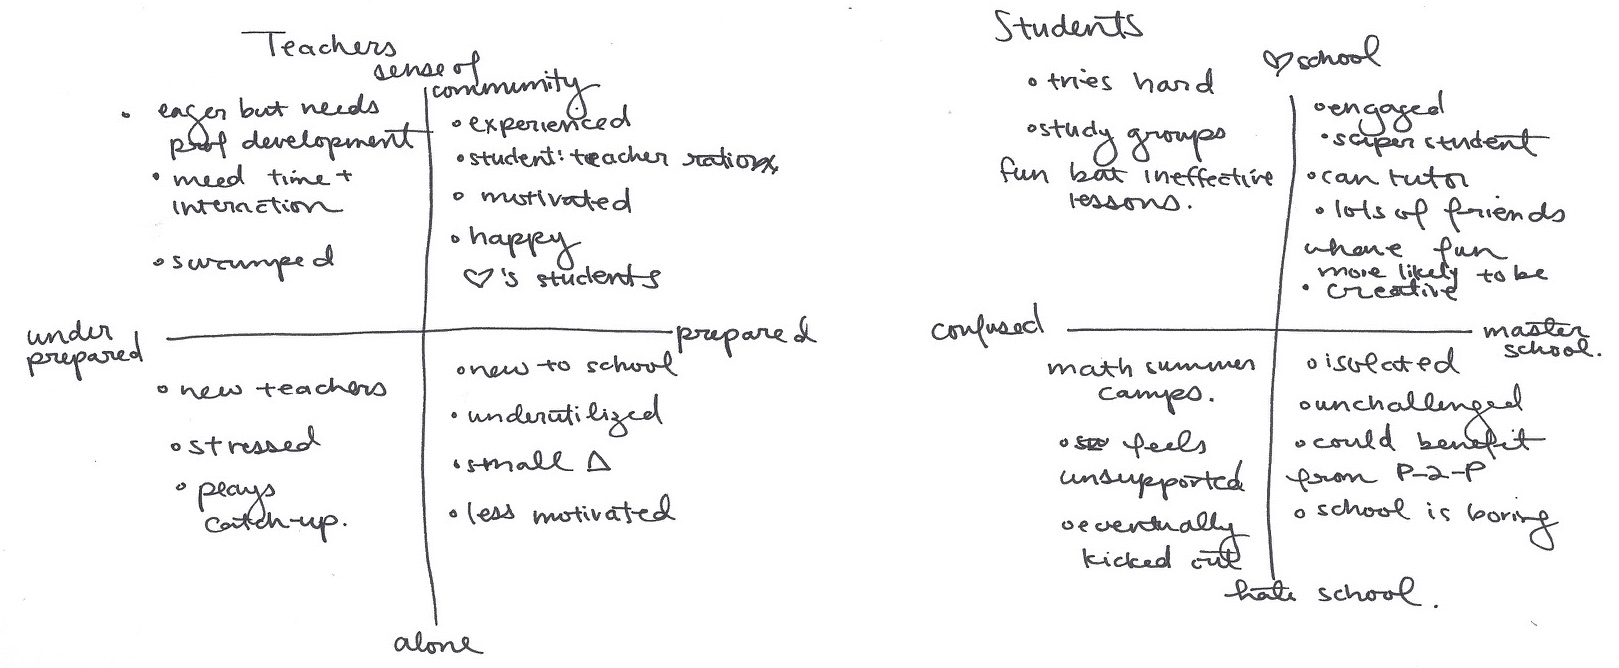 Teachers
sense of
community
• eager but needs
prof development
• need time +
interaction
• swamped
• experienced
• student: teacher
• motivated
• happy
♡'s students
under
prepared
prepared
• new teachers
• stressed
• plays
catch-up.
• new to school
• underutilized
• small Δ
• less motivated
alone
Students
♡ school
• tries hard
• study groups
fun but ineffective
lessons.
• engaged
• super student
• can tutor
• lots of friends
have fun
more likely to be
• creative
confused
master
school.
math summer
camps.
• feels
unsupported
• eventually
kicked out
• isolated
• unchallenged
• could benefit
from P-2-P
• school is boring
hate school.